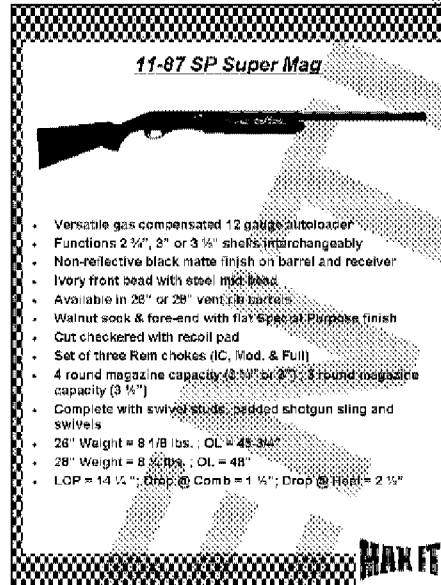 11-87 SP Super Mag
Versatile gas compensated 12 gauge autoloader
Functions 2 ¾", 3" or 3 ½" shells interchangeably
Non-reflective black matte finish on barrel and receiver
Ivory front bead with steel mid bead
Available in 26" or 28" vent rib barrels
Walnut sock & fore-end with flat Special Purpose finish
Cut checkered with recoil pad
Set of three Rem chokes (IC, Mod. & Full)
4 round magazine capacity (2 ¾" or 3") ; 3 round magazine
capacity (3 ½")
Complete with swivel studs, padded shotgun sling and
swivels
26" Weight = 8 1/8 lbs. ; OL = 45-3/4"
28" Weight = 8 ¼ lbs. ; OL = 48"
LOP = 14 ¼ "; Drop @ Comb = 1 ½"; Drop @ Heel = 2 ½"
MAK IT